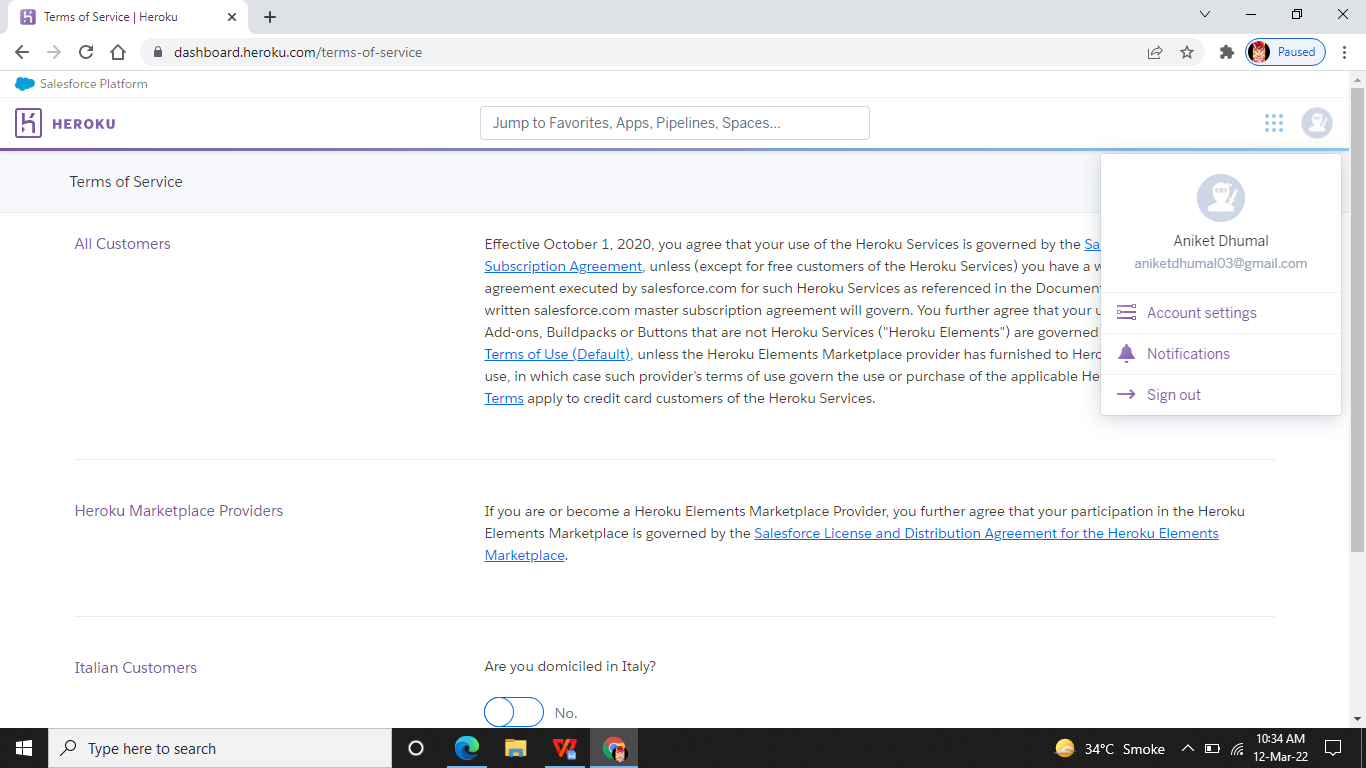 Terms of Service | Heroku
dashboard.heroku.com/terms-of-service
Paused
Salesforce Platform
HEROKU
Jump to Favorites, Apps, Pipelines, Spaces...
Terms of Service
Aniket Dhumal
aniketdhumal03@gmail.com
Account settings
Notifications
Sign out
All Customers
Effective October 1, 2020, you agree that your use of the Heroku Services is governed by the
Subscription Agreement, unless (except for free customers of the Heroku Services) you have a
agreement executed by salesforce.com for such Heroku Services as referenced in the
written salesforce.com master subscription agreement will govern. You further agree that your
Add-ons, Buildpacks or Buttons that are not Heroku Services ("Heroku Elements") are governed
Terms of Use (Default), unless the Heroku Elements Marketplace provider has furnished to
use, in which case such provider's terms of use govern the use or purchase of the applicable
Terms apply to credit card customers of the Heroku Services.
Heroku Marketplace Providers
If you are or become a Heroku Elements Marketplace Provider, you further agree that your participation in the Heroku
Elements Marketplace is governed by the Salesforce License and Distribution Agreement for the Heroku Elements
Marketplace.
Italian Customers
Are you domiciled in Italy?
No.
Type here to search
34°C Smoke
10:34 AM
12-Mar-22